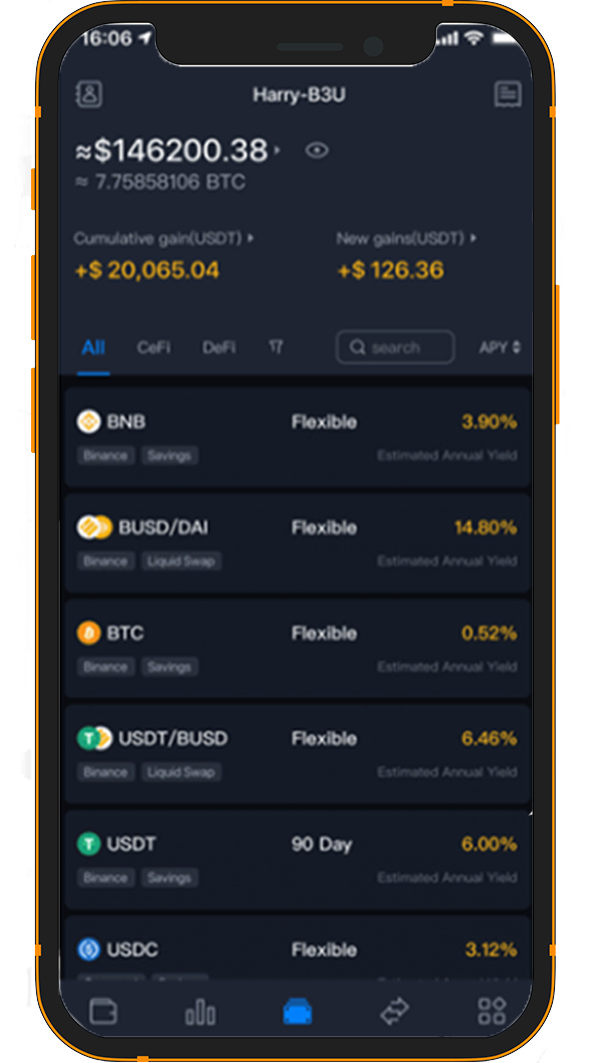 16:06
Harry-B3U
≈$146200.38
≈ 7.75858106 BTC
Cumulative gain(USDT) New gains(USDT)
+$ 20,065.04 +$ 126.36
All CeFi DeFi search APY
BNB Flexible 3.90%
Binance Savings Estimated Annual Yield
BUSD/DAI Flexible 14.80%
Binance Liquid Swap Estimated Annual Yield
BTC Flexible 0.52%
Binance Savings Estimated Annual Yield
USDT/BUSD Flexible 6.46%
Binance Liquid Swap Estimated Annual Yield
USDT 90 Day 6.00%
Binance Savings Estimated Annual Yield
USDC Flexible 3.12%